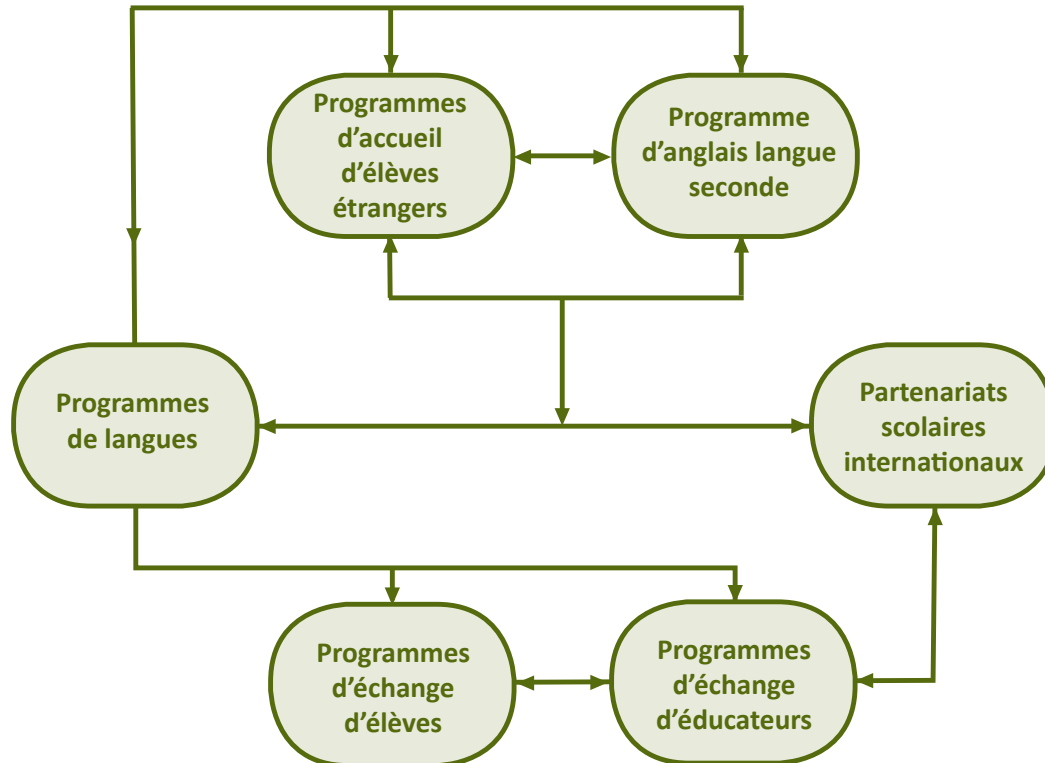 Programmes
d’accueil
d’élèves
étrangers
Programme
d’anglais langue
seconde
Programmes
de langues
Partenariats
scolaires
internationaux
Programmes
d’échange
d’élèves
Programmes
d’échange
d’éducateurs